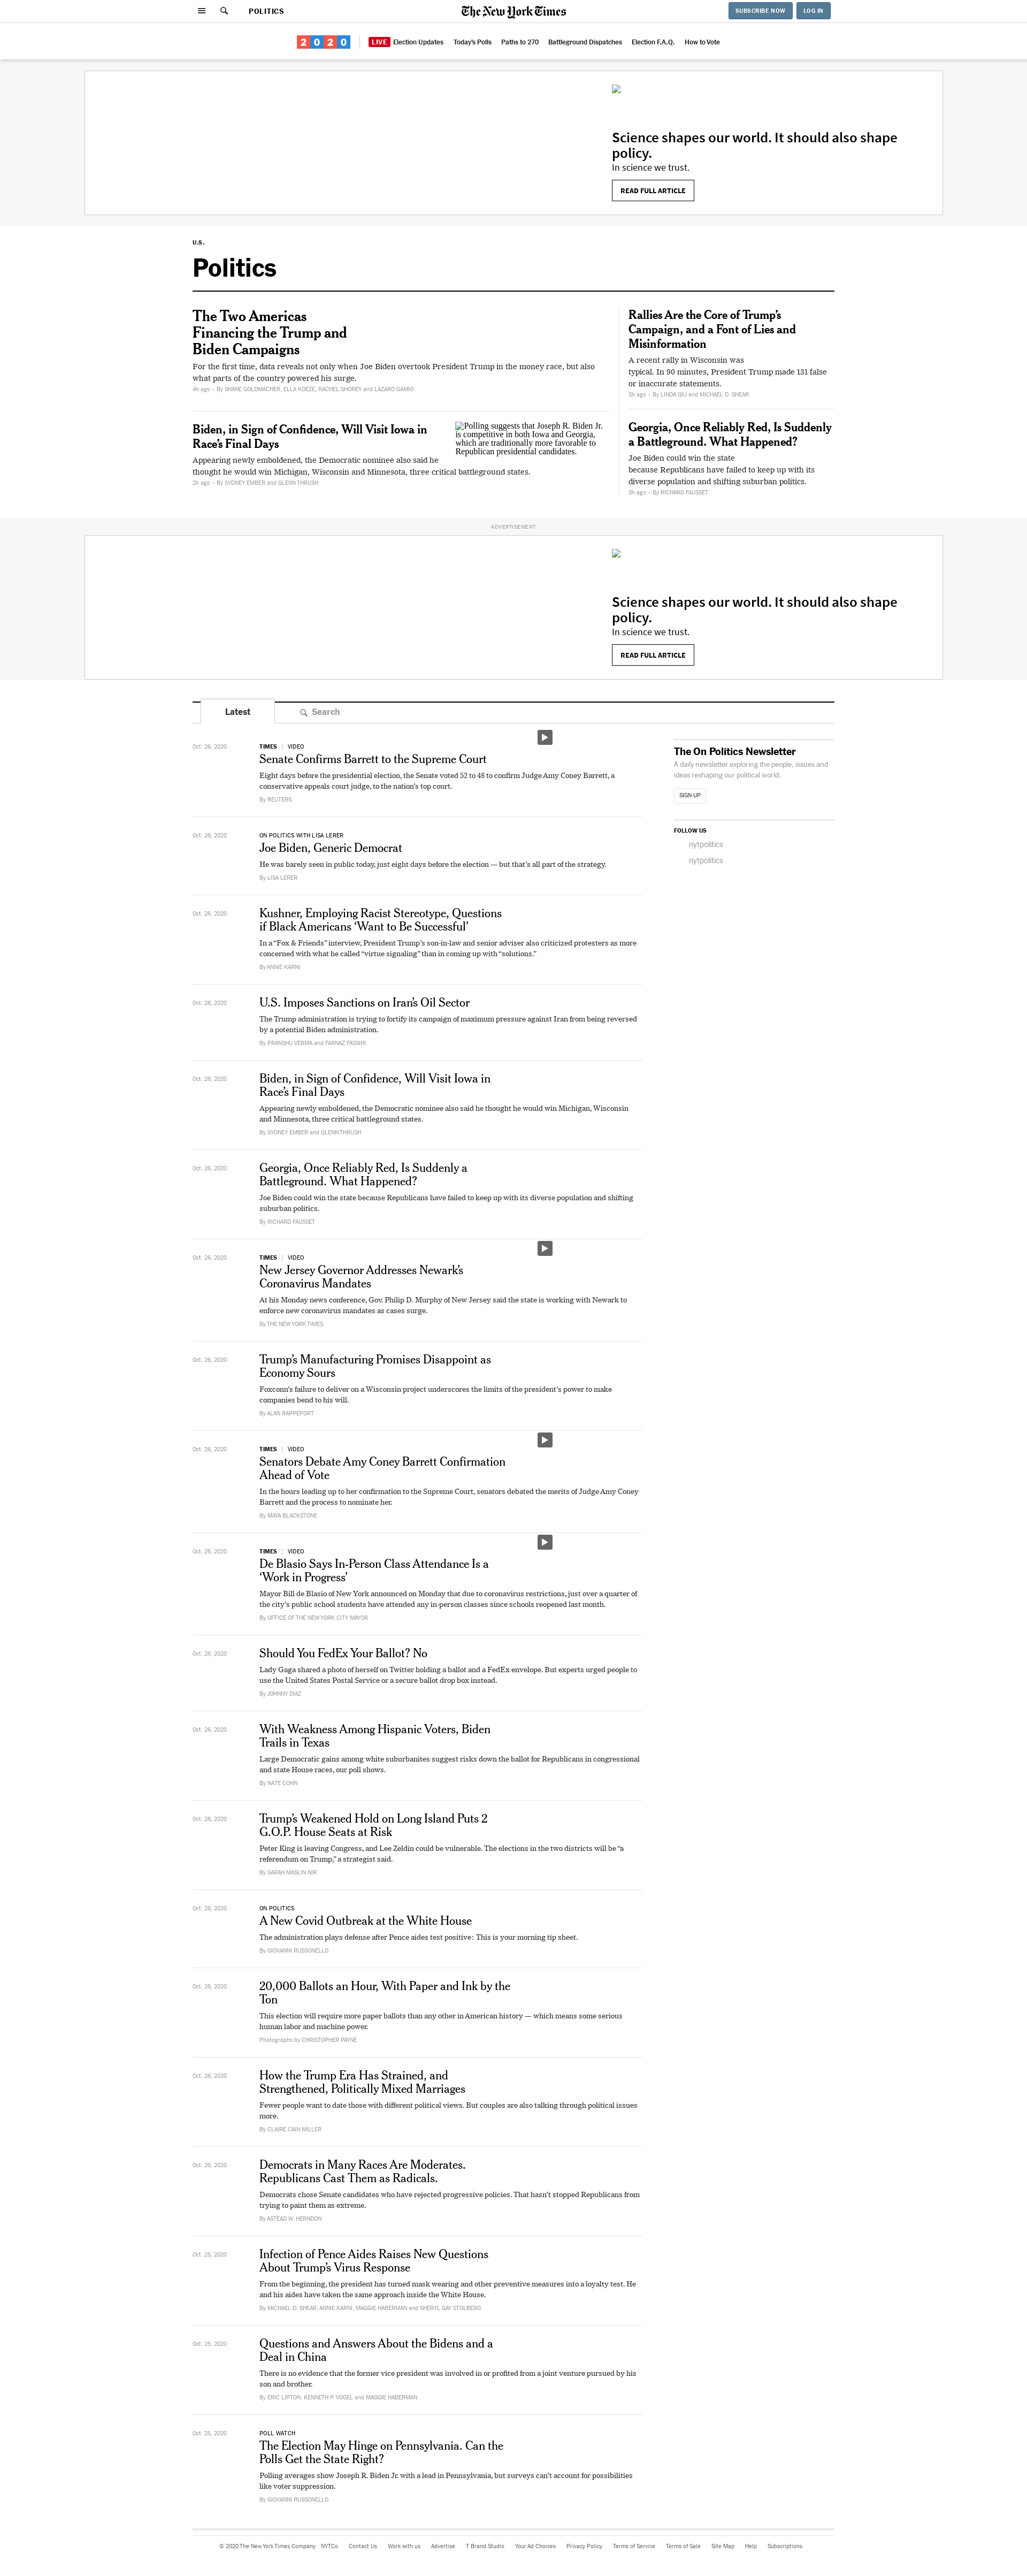 POLITICS
The New York Times
SUBSCRIBE NOW
LOG IN
2020
LIVE Election Updates
Today's Polls
Paths to 270
Battleground Dispatches
Election F.A.Q.
How to Vote
Science shapes our world. It should also shape
policy.
In science we trust.
READ FULL ARTICLE
U.S.
Politics
The Two Americas
Financing the Trump and
Biden Campaigns
For the first time, data reveals not only when Joe Biden overtook President Trump in the money race, but also
what parts of the country powered his surge.
4h ago • By SHANE GOLDMACHER, ELLA KOEZE, RACHEL SHOREY and LAZARO GAMIO
Biden, in Sign of Confidence, Will Visit Iowa in
Race's Final Days
Appearing newly emboldened, the Democratic nominee also said he
thought he would win Michigan, Wisconsin and Minnesota, three critical battleground states.
2h ago • By SYDNEY EMBER and GLENN THRUSH
Polling suggests that Joseph R. Biden Jr.
is competitive in both Iowa and Georgia,
which are traditionally more favorable to
Republican presidential candidates.
Rallies Are the Core of Trump's
Campaign, and a Font of Lies and
Misinformation
A recent rally in Wisconsin was
typical. In 90 minutes, President Trump made 131 false
or inaccurate statements.
5h ago • By LINDA QIU and MICHAEL D. SHEAR
Georgia, Once Reliably Red, Is Suddenly
a Battleground. What Happened?
Joe Biden could win the state
because Republicans have failed to keep up with its
diverse population and shifting suburban politics.
3h ago • By RICHARD FAUSSET
ADVERTISEMENT
Science shapes our world. It should also shape
policy.
In science we trust.
READ FULL ARTICLE
Latest
Search
Oct. 26, 2020
TIMES | VIDEO
Senate Confirms Barrett to the Supreme Court
Eight days before the presidential election, the Senate voted 52 to 48 to confirm Judge Amy Coney Barrett, a
conservative appeals court judge, to the nation's top court.
By REUTERS
Oct. 26, 2020
ON POLITICS WITH LISA LERER
Joe Biden, Generic Democrat
He was barely seen in public today, just eight days before the election — but that's all part of the strategy.
By LISA LERER
Oct. 26, 2020
Kushner, Employing Racist Stereotype, Questions
if Black Americans 'Want to Be Successful'
In a "Fox & Friends" interview, President Trump's son-in-law and senior adviser also criticized protesters as more
concerned with what he called "virtue signaling" than in coming up with "solutions."
By ANNIE KARNI
Oct. 26, 2020
U.S. Imposes Sanctions on Iran's Oil Sector
The Trump administration is trying to fortify its campaign of maximum pressure against Iran from being reversed
by a potential Biden administration.
By PRANSHU VERMA and FARNAZ FASSIHI
Oct. 26, 2020
Biden, in Sign of Confidence, Will Visit Iowa in
Race's Final Days
Appearing newly emboldened, the Democratic nominee also said he thought he would win Michigan, Wisconsin
and Minnesota, three critical battleground states.
By SYDNEY EMBER and GLENN THRUSH
Oct. 26, 2020
Georgia, Once Reliably Red, Is Suddenly a
Battleground. What Happened?
Joe Biden could win the state because Republicans have failed to keep up with its diverse population and shifting
suburban politics.
By RICHARD FAUSSET
Oct. 26, 2020
TIMES | VIDEO
New Jersey Governor Addresses Newark's
Coronavirus Mandates
At his Monday news conference, Gov. Philip D. Murphy of New Jersey said the state is working with Newark to
enforce new coronavirus mandates as cases surge.
By THE NEW YORK TIMES
Oct. 26, 2020
Trump's Manufacturing Promises Disappoint as
Economy Sours
Foxconn's failure to deliver on a Wisconsin project underscores the limits of the president's power to make
companies bend to his will.
By ALAN RAPPEPORT
Oct. 26, 2020
TIMES | VIDEO
Senators Debate Amy Coney Barrett Confirmation
Ahead of Vote
In the hours leading up to her confirmation to the Supreme Court, senators debated the merits of Judge Amy Coney
Barrett and the process to nominate her.
By MAYA BLACKSTONE
Oct. 26, 2020
TIMES | VIDEO
De Blasio Says In-Person Class Attendance Is a
'Work in Progress'
Mayor Bill de Blasio of New York announced on Monday that due to coronavirus restrictions, just over a quarter of
the city's public school students have attended any in-person classes since schools reopened last month.
By OFFICE OF THE NEW YORK CITY MAYOR
Oct. 26, 2020
Should You FedEx Your Ballot? No
Lady Gaga shared a photo of herself on Twitter holding a ballot and a FedEx envelope. But experts urged people to
use the United States Postal Service or a secure ballot drop box instead.
By JOHNNY DIAZ
Oct. 26, 2020
With Weakness Among Hispanic Voters, Biden
Trails in Texas
Large Democratic gains among white suburbanites suggest risks down the ballot for Republicans in congressional
and state House races, our poll shows.
By NATE COHN
Oct. 26, 2020
Trump's Weakened Hold on Long Island Puts 2
G.O.P. House Seats at Risk
Peter King is leaving Congress, and Lee Zeldin could be vulnerable. The elections in the two districts will be "a
referendum on Trump," a strategist said.
By SARAH MASLIN NIR
Oct. 26, 2020
ON POLITICS
A New Covid Outbreak at the White House
The administration plays defense after Pence aides test positive: This is your morning tip sheet.
By GIOVANNI RUSSONELLO
Oct. 26, 2020
20,000 Ballots an Hour, With Paper and Ink by the
Ton
This election will require more paper ballots than any other in American history — which means some serious
human labor and machine power.
Photographs by CHRISTOPHER PAYNE
Oct. 26, 2020
How the Trump Era Has Strained, and
Strengthened, Politically Mixed Marriages
Fewer people want to date those with different political views. But couples are also talking through political issues
more.
By CLAIRE CAIN MILLER
Oct. 26, 2020
Democrats in Many Races Are Moderates.
Republicans Cast Them as Radicals.
Democrats chose Senate candidates who have rejected progressive policies. That hasn't stopped Republicans from
trying to paint them as extreme.
By ASTEAD W. HERNDON
Oct. 25, 2020
Infection of Pence Aides Raises New Questions
About Trump's Virus Response
From the beginning, the president has turned mask wearing and other preventive measures into a loyalty test. He
and his aides have taken the same approach inside the White House.
By MICHAEL D. SHEAR, ANNIE KARNI, MAGGIE HABERMAN and SHERYL GAY STOLBERG
Oct. 25, 2020
Questions and Answers About the Bidens and a
Deal in China
There is no evidence that the former vice president was involved in or profited from a joint venture pursued by his
son and brother.
By ERIC LIPTON, KENNETH P. VOGEL and MAGGIE HABERMAN
Oct. 25, 2020
POLL WATCH
The Election May Hinge on Pennsylvania. Can the
Polls Get the State Right?
Polling averages show Joseph R. Biden Jr. with a lead in Pennsylvania, but surveys can't account for possibilities
like voter suppression.
By GIOVANNI RUSSONELLO
The On Politics Newsletter
A daily newsletter exploring the people, issues and
ideas reshaping our political world.
SIGN UP
FOLLOW US
nytpolitics
nytpolitics
© 2020 The New York Times Company
NYTCo
Contact Us
Work with us
Advertise
T Brand Studio
Your Ad Choices
Privacy Policy
Terms of Service
Terms of Sale
Site Map
Help
Subscriptions